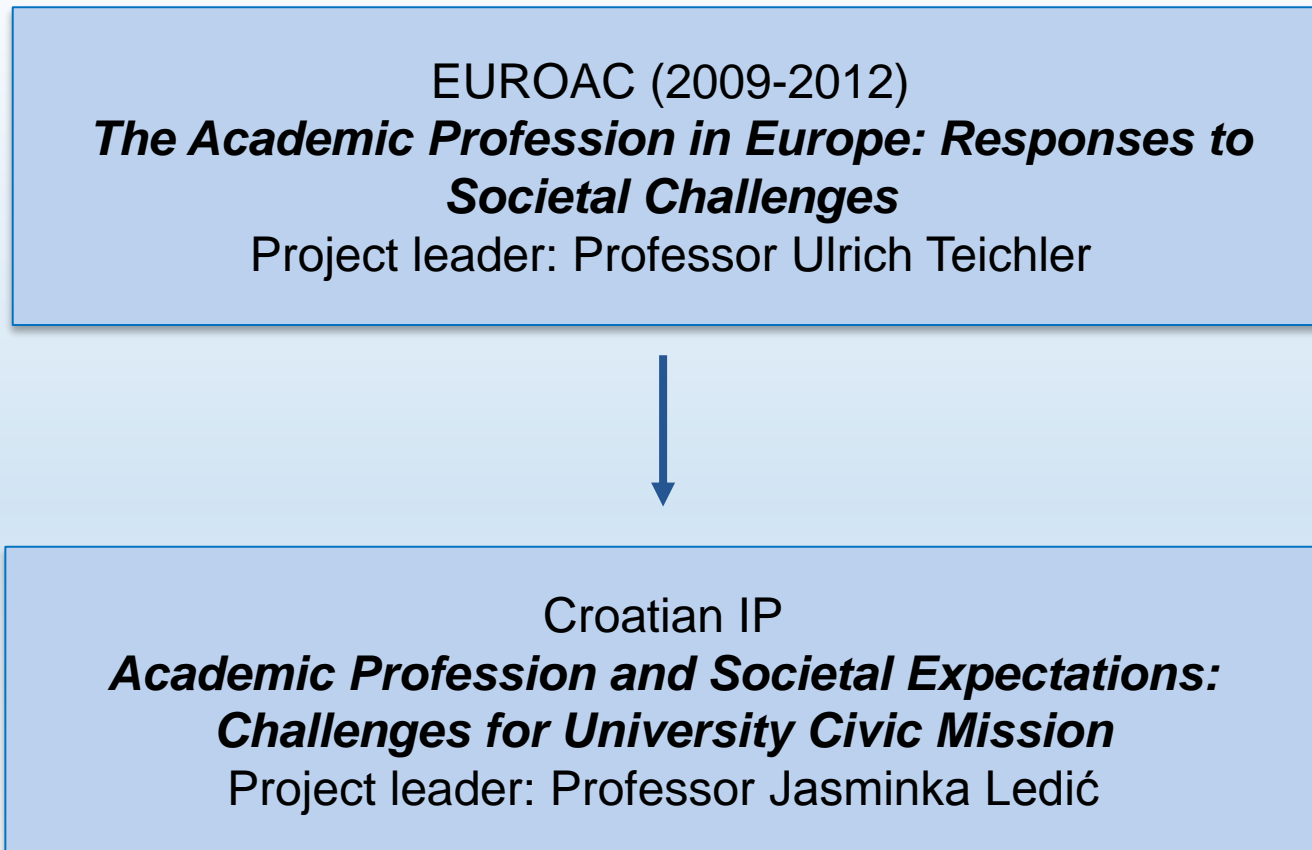 EUROAC (2009-2012)
The Academic Profession in Europe: Responses to
Societal Challenges
Project leader: Professor Ulrich Teichler
Croatian IP
Academic Profession and Societal Expectations:
Challenges for University Civic Mission
Project leader: Professor Jasminka Ledić